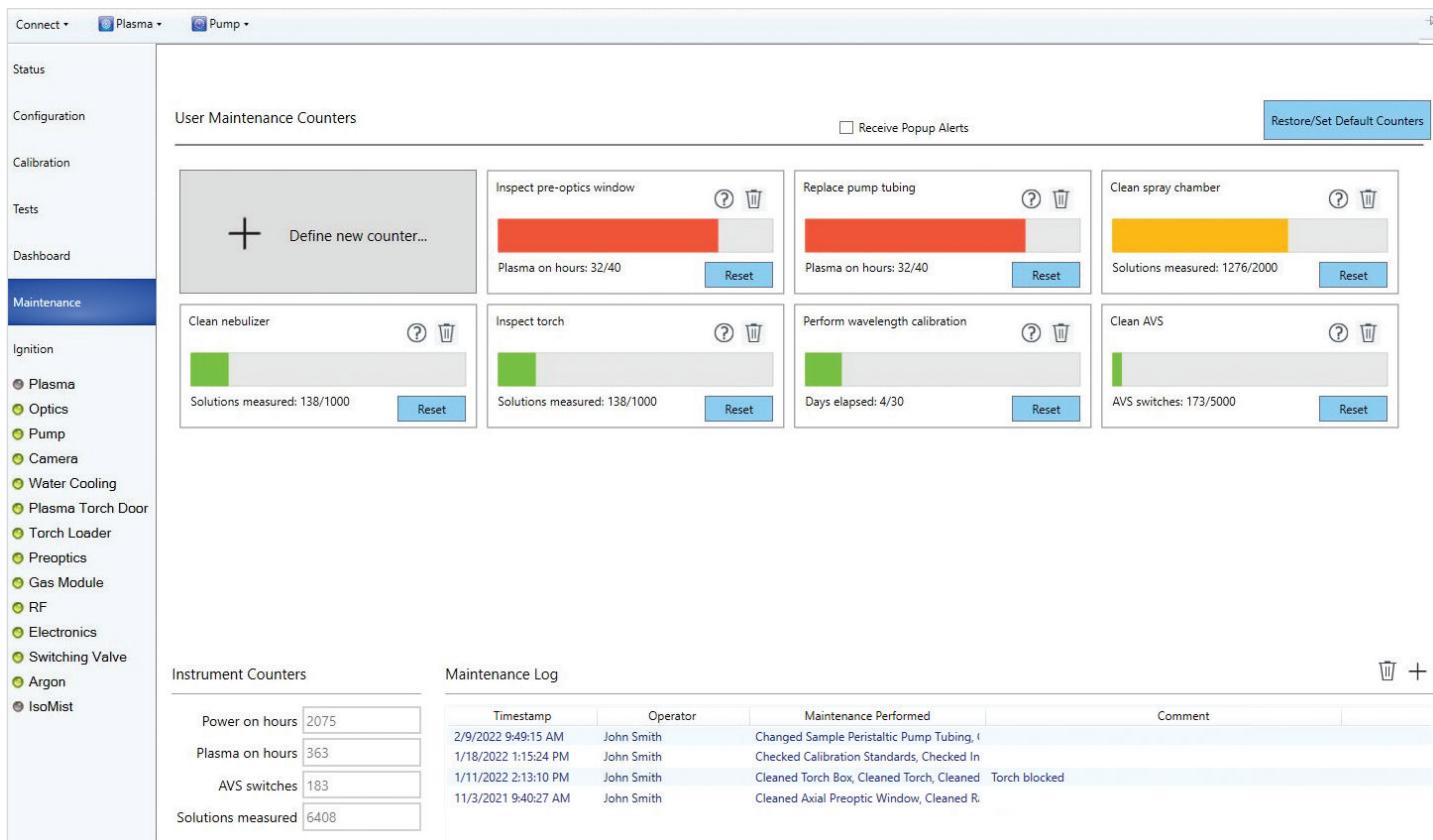 Connect
Plasma
Pump
Status
Configuration
Calibration
Tests
Dashboard
Maintenance
Ignition
Plasma
Optics
Pump
Camera
Water Cooling
Plasma Torch Door
Torch Loader
Preoptics
Gas Module
RF
Electronics
Switching Valve
Argon
IsoMist
User Maintenance Counters
Receive Popup Alerts
Restore/Set Default Counters
+ Define new counter...
Inspect pre-optics window
?
Plasma on hours: 32/40
Reset
Replace pump tubing
?
Plasma on hours: 32/40
Reset
Clean spray chamber
?
Solutions measured: 1276/2000
Reset
Clean nebulizer
?
Solutions measured: 138/1000
Reset
Inspect torch
?
Solutions measured: 138/1000
Reset
Perform wavelength calibration
?
Days elapsed: 4/30
Reset
Clean AVS
?
AVS switches: 173/5000
Reset
Instrument Counters
Power on hours 2075
Plasma on hours 363
AVS switches 183
Solutions measured 6408
Maintenance Log
Timestamp Operator Maintenance Performed Comment
2/9/2022 9:49:15 AM John Smith Changed Sample Peristaltic Pump Tubing,
1/18/2022 1:15:24 PM John Smith Checked Calibration Standards, Checked In
1/11/2022 2:13:10 PM John Smith Cleaned Torch Box, Cleaned Torch, Cleaned Torch blocked
11/3/2021 9:40:27 AM John Smith Cleaned Axial Preoptic Window, Cleaned